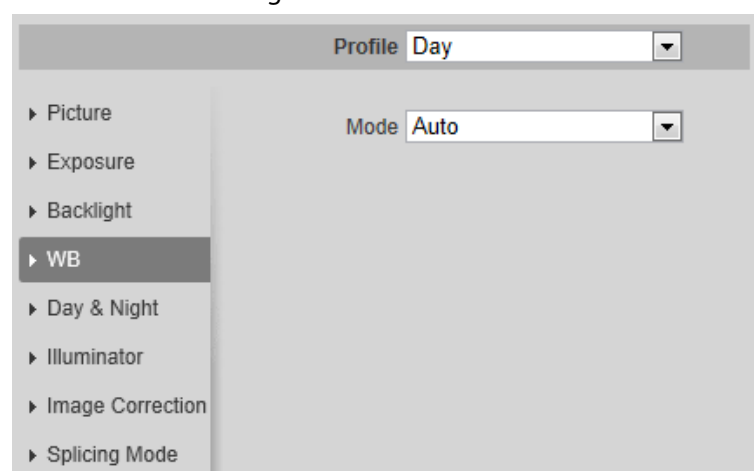 Profile Day
Mode Auto
Picture
Exposure
Backlight
WB
Day & Night
Illuminator
Image Correction
Splicing Mode